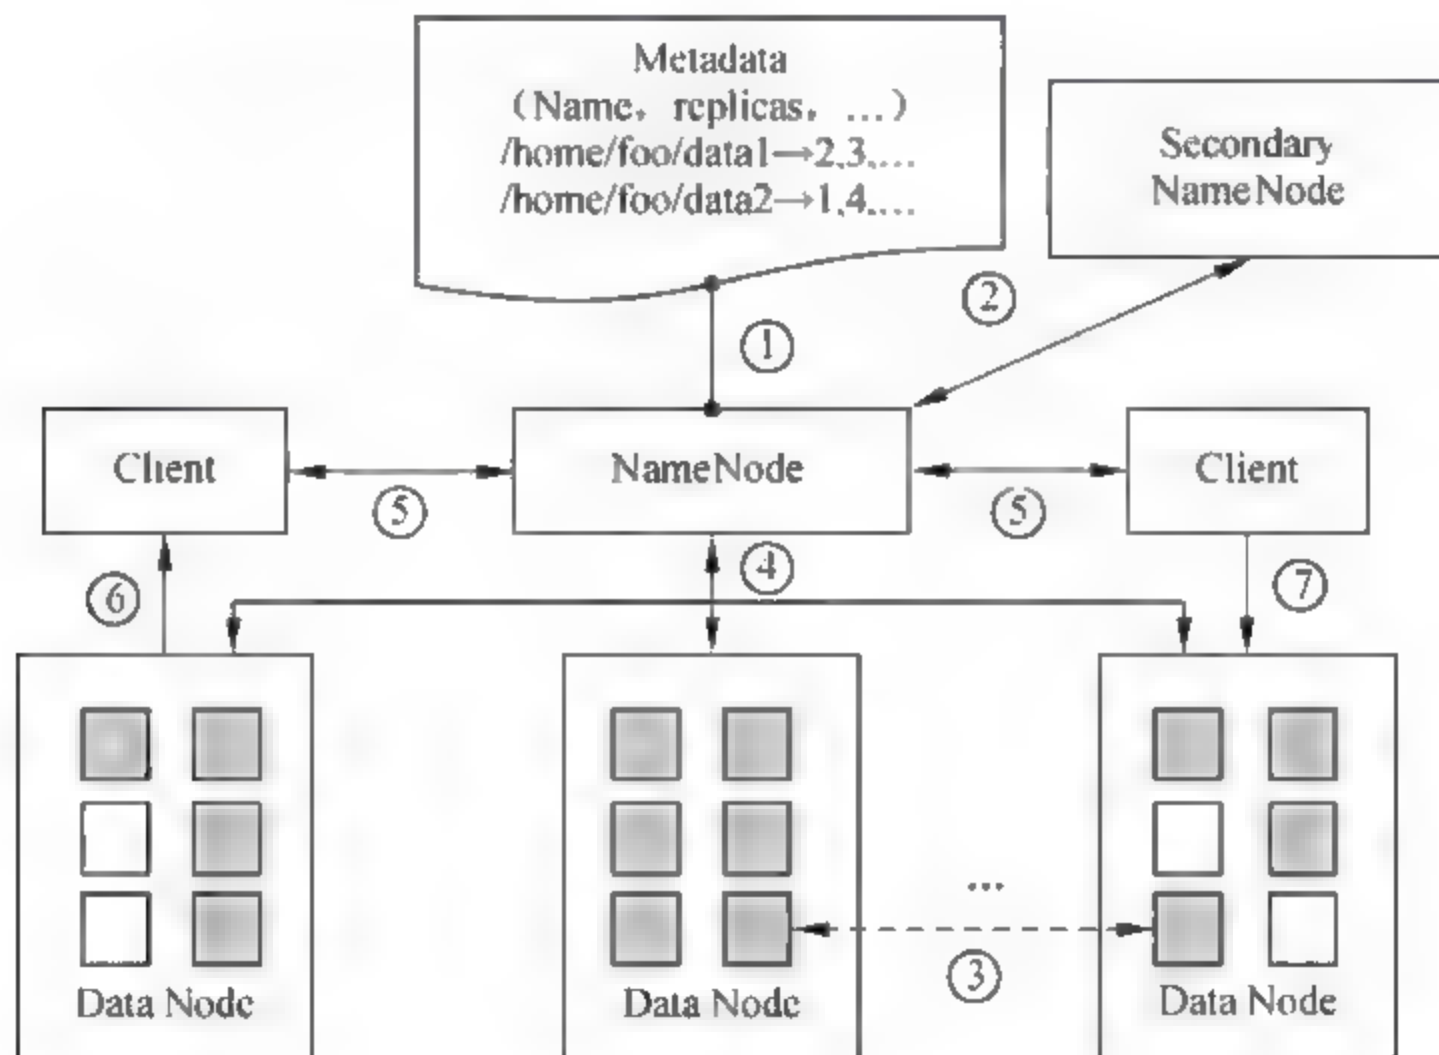 Metadata
(Name, replicas, …)
/home/foo/data1→2,3,…
/home/foo/data2→1,4,…
Secondary
NameNode
②
①
Client
NameNode
Client
⑤
⑤
⑥
④
⑦
…
③
Data Node
Data Node
Data Node